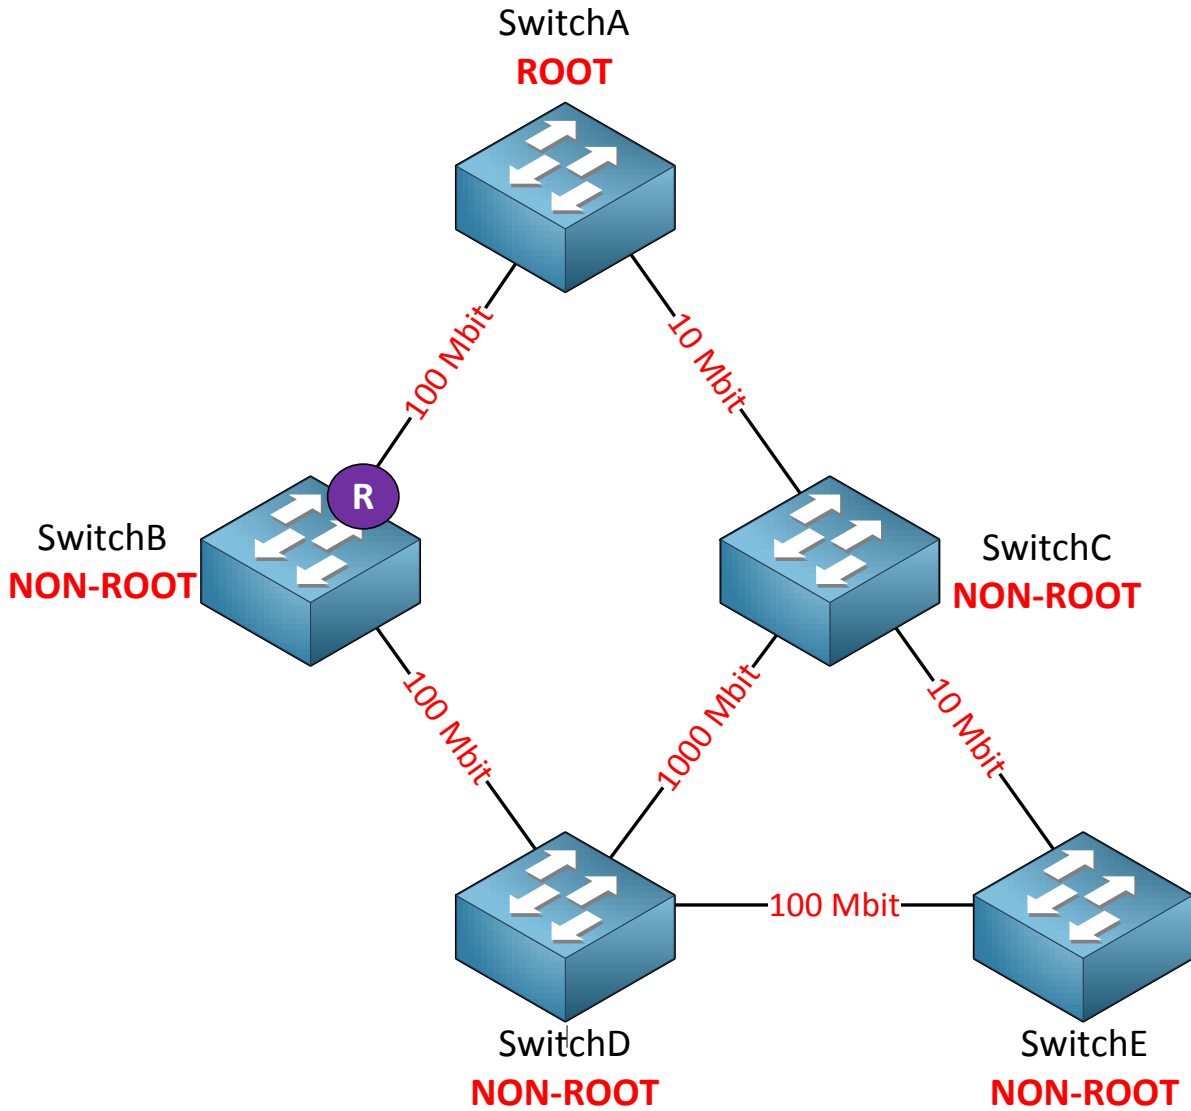 SwitchA
ROOT
100 Mbit
10 Mbit
R
SwitchB
NON-ROOT
SwitchC
NON-ROOT
100 Mbit
1000 Mbit
10 Mbit
100 Mbit
SwitchD
NON-ROOT
SwitchE
NON-ROOT